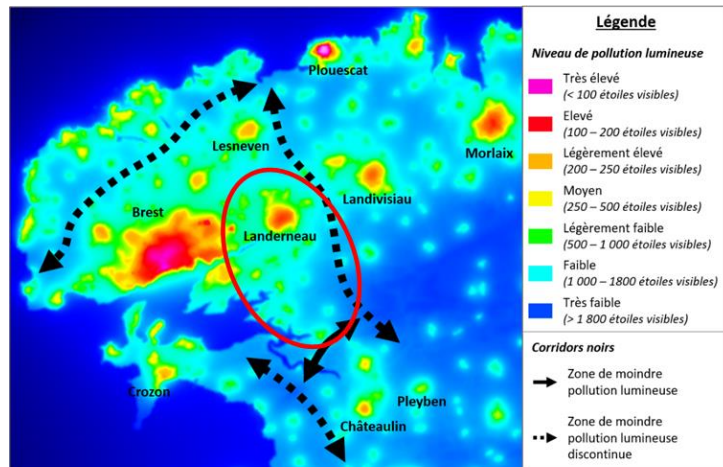 Plouescat
Lesneven
Morlaix
Landivisiau
Brest
Landerneau
Crozon
Pleyben
Châteaulin
Légende
Niveau de pollution lumineuse
Très élevé
(< 100 étoiles visibles)
Elevé
(100 – 200 étoiles visibles)
Légèrement élevé
(200 – 250 étoiles visibles)
Moyen
(250 – 500 étoiles visibles)
Légèrement faible
(500 – 1 000 étoiles visibles)
Faible
(1 000 – 1800 étoiles visibles)
Très faible
(> 1 800 étoiles visibles)
Corridors noirs
Zone de moindre
pollution lumineuse
Zone de moindre
pollution lumineuse
discontinue